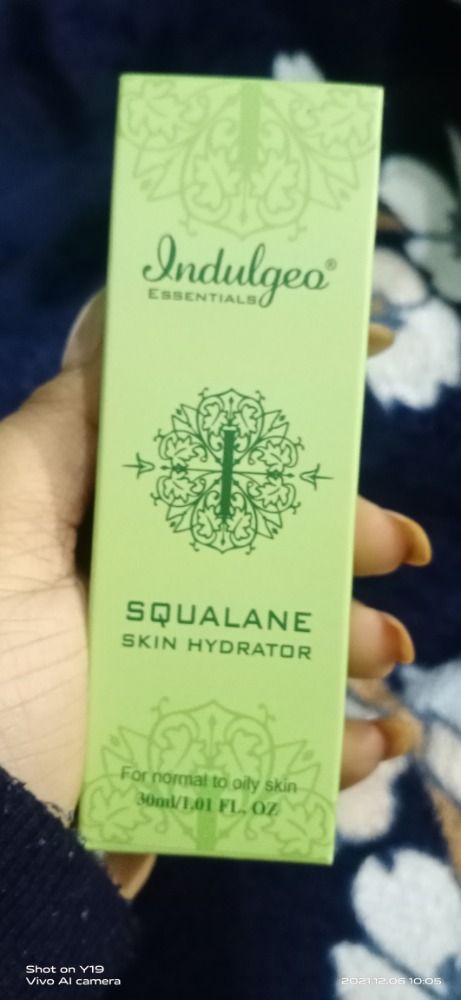 Indulgeo®
ESSENTIALS
SQUALANE
SKIN HYDRATOR
For normal to oily skin
30ml/1.01 FL. OZ
Shot on Y19
Vivo AI camera
2021.12.05 10:05